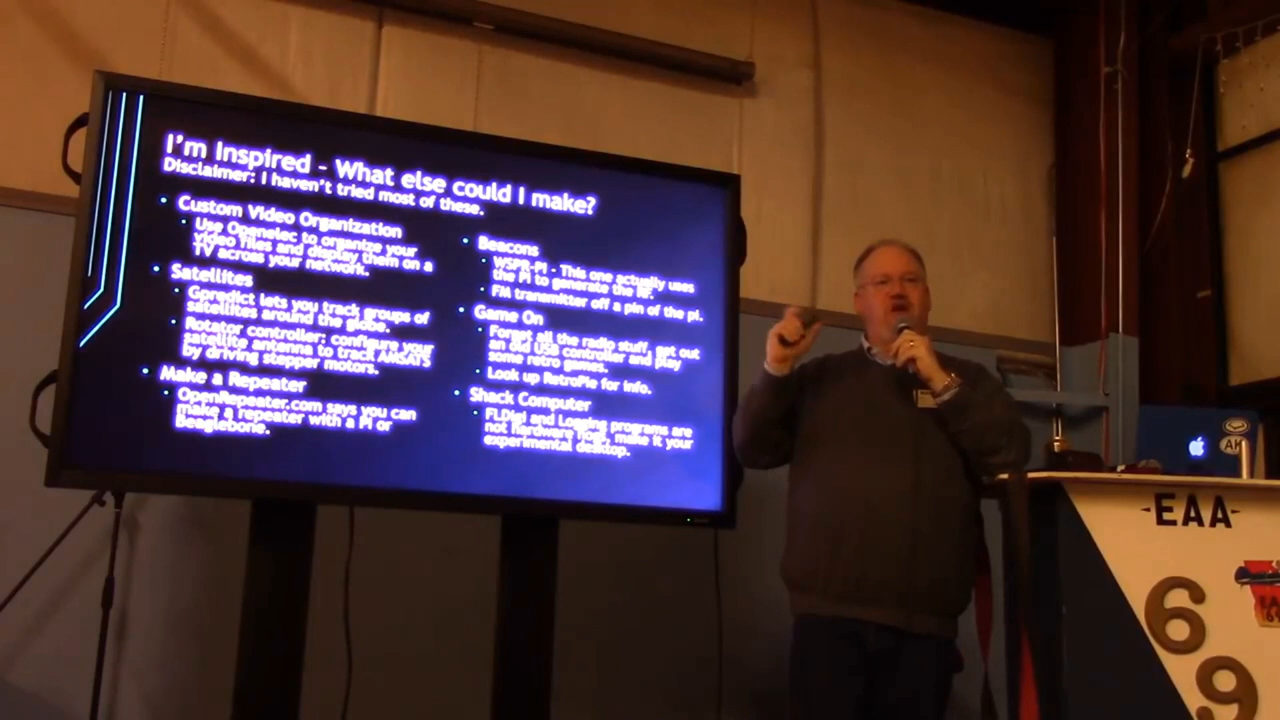 I'm Inspired - What else could I make?
Disclaimer: I haven't tried most of these.
• Custom Video Organization
• Use Openelec to organize your
video files and display them on a
TV across your network.
• Satellites
• Gpredict lets you track groups of
satellites around the globe.
• Rotator controller: configure your
satellite antenna to track AMSATS
by driving stepper motors.
• Make a Repeater
• OpenRepeater.com says you can
make a repeater with a Pi or
Beaglebone.
• Beacons
• WSPR-Pi - This one actually uses
the Pi to generate the RF.
• FM transmitter off a pin of the pi.
• Game On
• Forget all the radio stuff, get out
an old USB controller and play
some retro games.
• Look up RetroPie for info.
• Shack Computer
• FLDigi and Logging programs are
not hardware hogs, make it your
experimental desktop.
AK
-EAA-
6
9